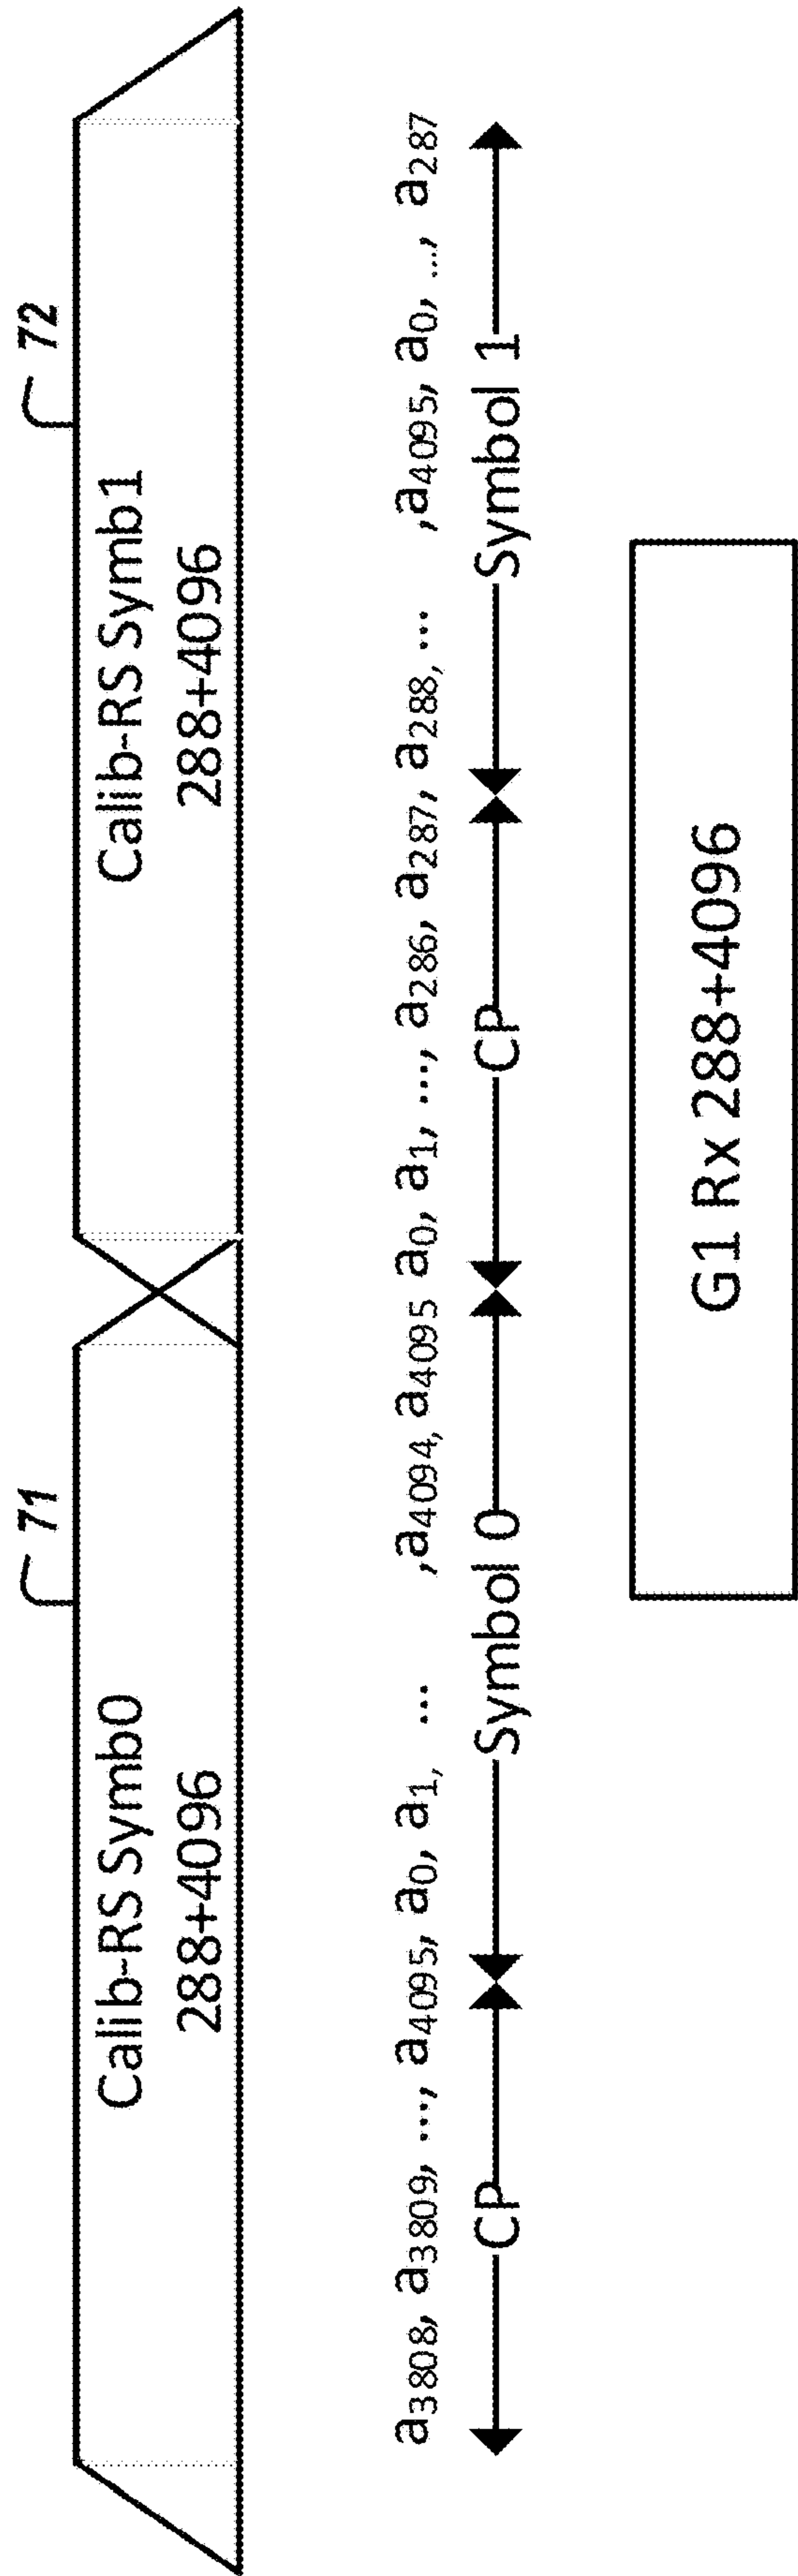 71
72
Calib-RS Symb0
288+4096
Calib-RS Symb1
288+4096
a3808, a3809, ..., a4095, a0, a1, ... ,a4094, a4095 a0, a1, ..., a286, a287, a288, ... ,a4095, a0, ..., a287
CP Symbol 0 CP Symbol 1
G1 Rx 288+4096